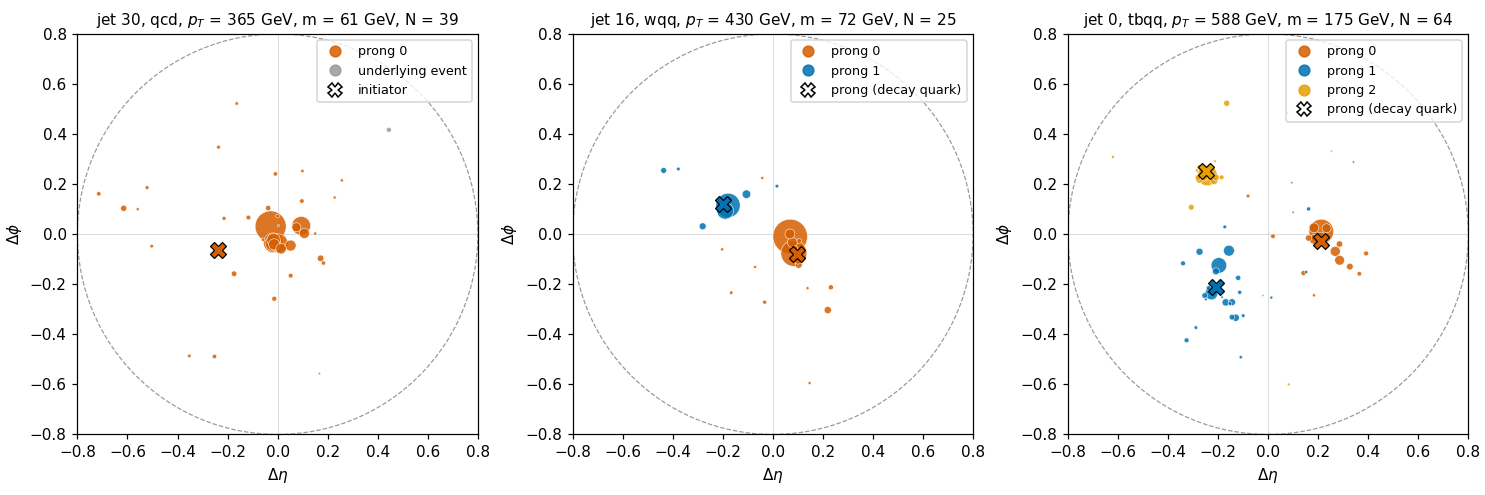 jet 30, qcd, p_T = 365 GeV, m = 61 GeV, N = 39
prong 0
underlying event
initiator
0.8
0.6
0.4
0.2
0.0
−0.2
−0.4
−0.6
−0.8
Δϕ
−0.8 −0.6 −0.4 −0.2 0.0 0.2 0.4 0.6 0.8
Δη
jet 16, wqq, p_T = 430 GeV, m = 72 GeV, N = 25
prong 0
prong 1
prong (decay quark)
0.8
0.6
0.4
0.2
0.0
−0.2
−0.4
−0.6
−0.8
Δϕ
−0.8 −0.6 −0.4 −0.2 0.0 0.2 0.4 0.6 0.8
Δη
jet 0, tbqq, p_T = 588 GeV, m = 175 GeV, N = 64
prong 0
prong 1
prong 2
prong (decay quark)
0.8
0.6
0.4
0.2
0.0
−0.2
−0.4
−0.6
−0.8
Δϕ
−0.8 −0.6 −0.4 −0.2 0.0 0.2 0.4 0.6 0.8
Δη